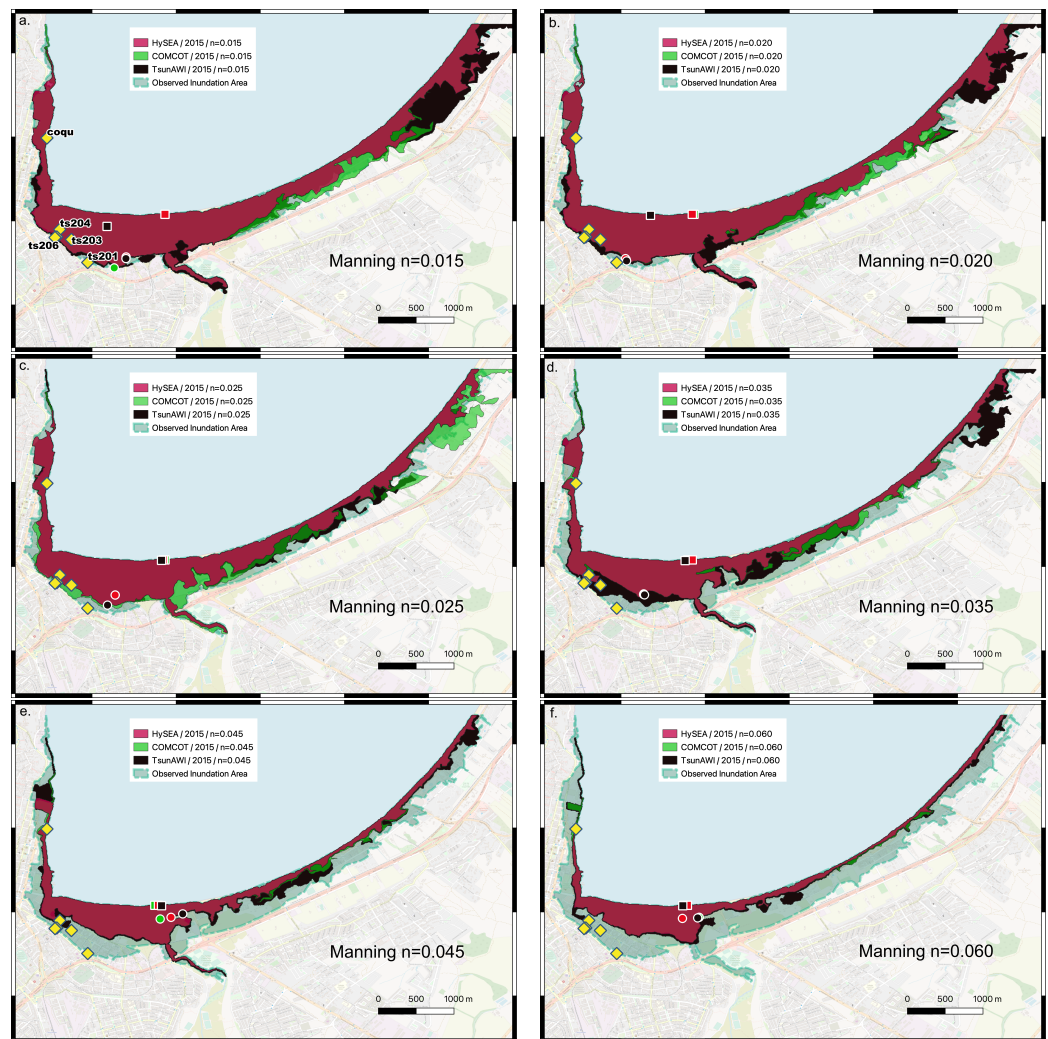 a.
HySEA / 2015 / n=0.015
COMCOT / 2015 / n=0.015
TsunAWI / 2015 / n=0.015
Observed Inundation Area
coqu
ts204
ts203
ts206
ts201
Manning n=0.015
0 500 1000 m
b.
HySEA / 2015 / n=0.020
COMCOT / 2015 / n=0.020
TsunAWI / 2015 / n=0.020
Observed Inundation Area
Manning n=0.020
0 500 1000 m
c.
HySEA / 2015 / n=0.025
COMCOT / 2015 / n=0.025
TsunAWI / 2015 / n=0.025
Observed Inundation Area
Manning n=0.025
0 500 1000 m
d.
HySEA / 2015 / n=0.035
COMCOT / 2015 / n=0.035
TsunAWI / 2015 / n=0.035
Observed Inundation Area
Manning n=0.035
0 500 1000 m
e.
HySEA / 2015 / n=0.045
COMCOT / 2015 / n=0.045
TsunAWI / 2015 / n=0.045
Observed Inundation Area
Manning n=0.045
0 500 1000 m
f.
HySEA / 2015 / n=0.060
COMCOT / 2015 / n=0.060
TsunAWI / 2015 / n=0.060
Observed Inundation Area
Manning n=0.060
0 500 1000 m